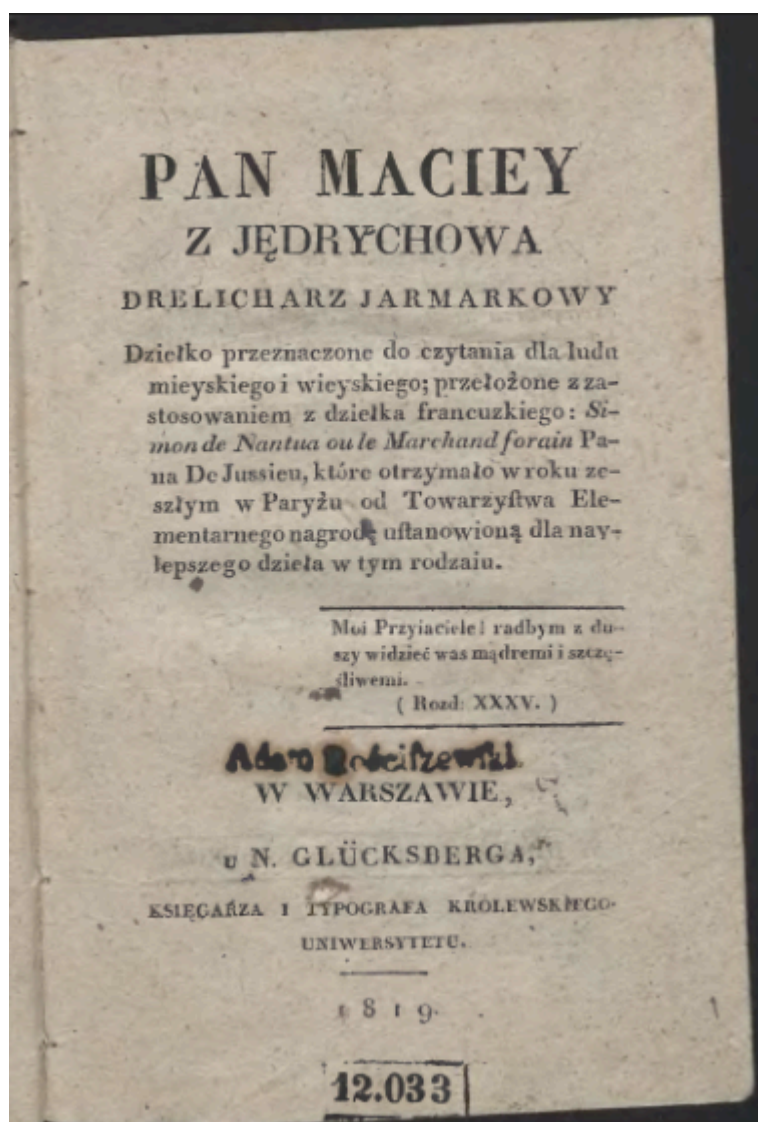 PAN MACIEY
Z JĘDRYCHOWA
DRELICHARZ JARMARKOWY
Dziełko przeznaczone do czytania dla ludu
mieyskiego i wieyskiego; przełożone z za-
stosowaniem z dziełka francuzkiego: Si-
mon de Nantua ou le Marchand forain Pa-
na De Jussieu, które otrzymało w roku ze-
szłym w Paryżu od Towarzyſtwa Ele-
mentarnego nagrodę uſtanowioną dla nay-
lepszego dzieła w tym rodzaiu.
Moi Przyiaciele! radbym z du-
szy widzieć was mądremi i szczę-
śliwemi.
( Rozd: XXXV. )
Adam Rościſzewſki
W WARSZAWIE,
U N. GLÜCKSBERGA,
KSIĘGARZA I TYPOGRAFA KRÓLEWSKIEGO
UNIWERSYTETU.
1819.
12.033